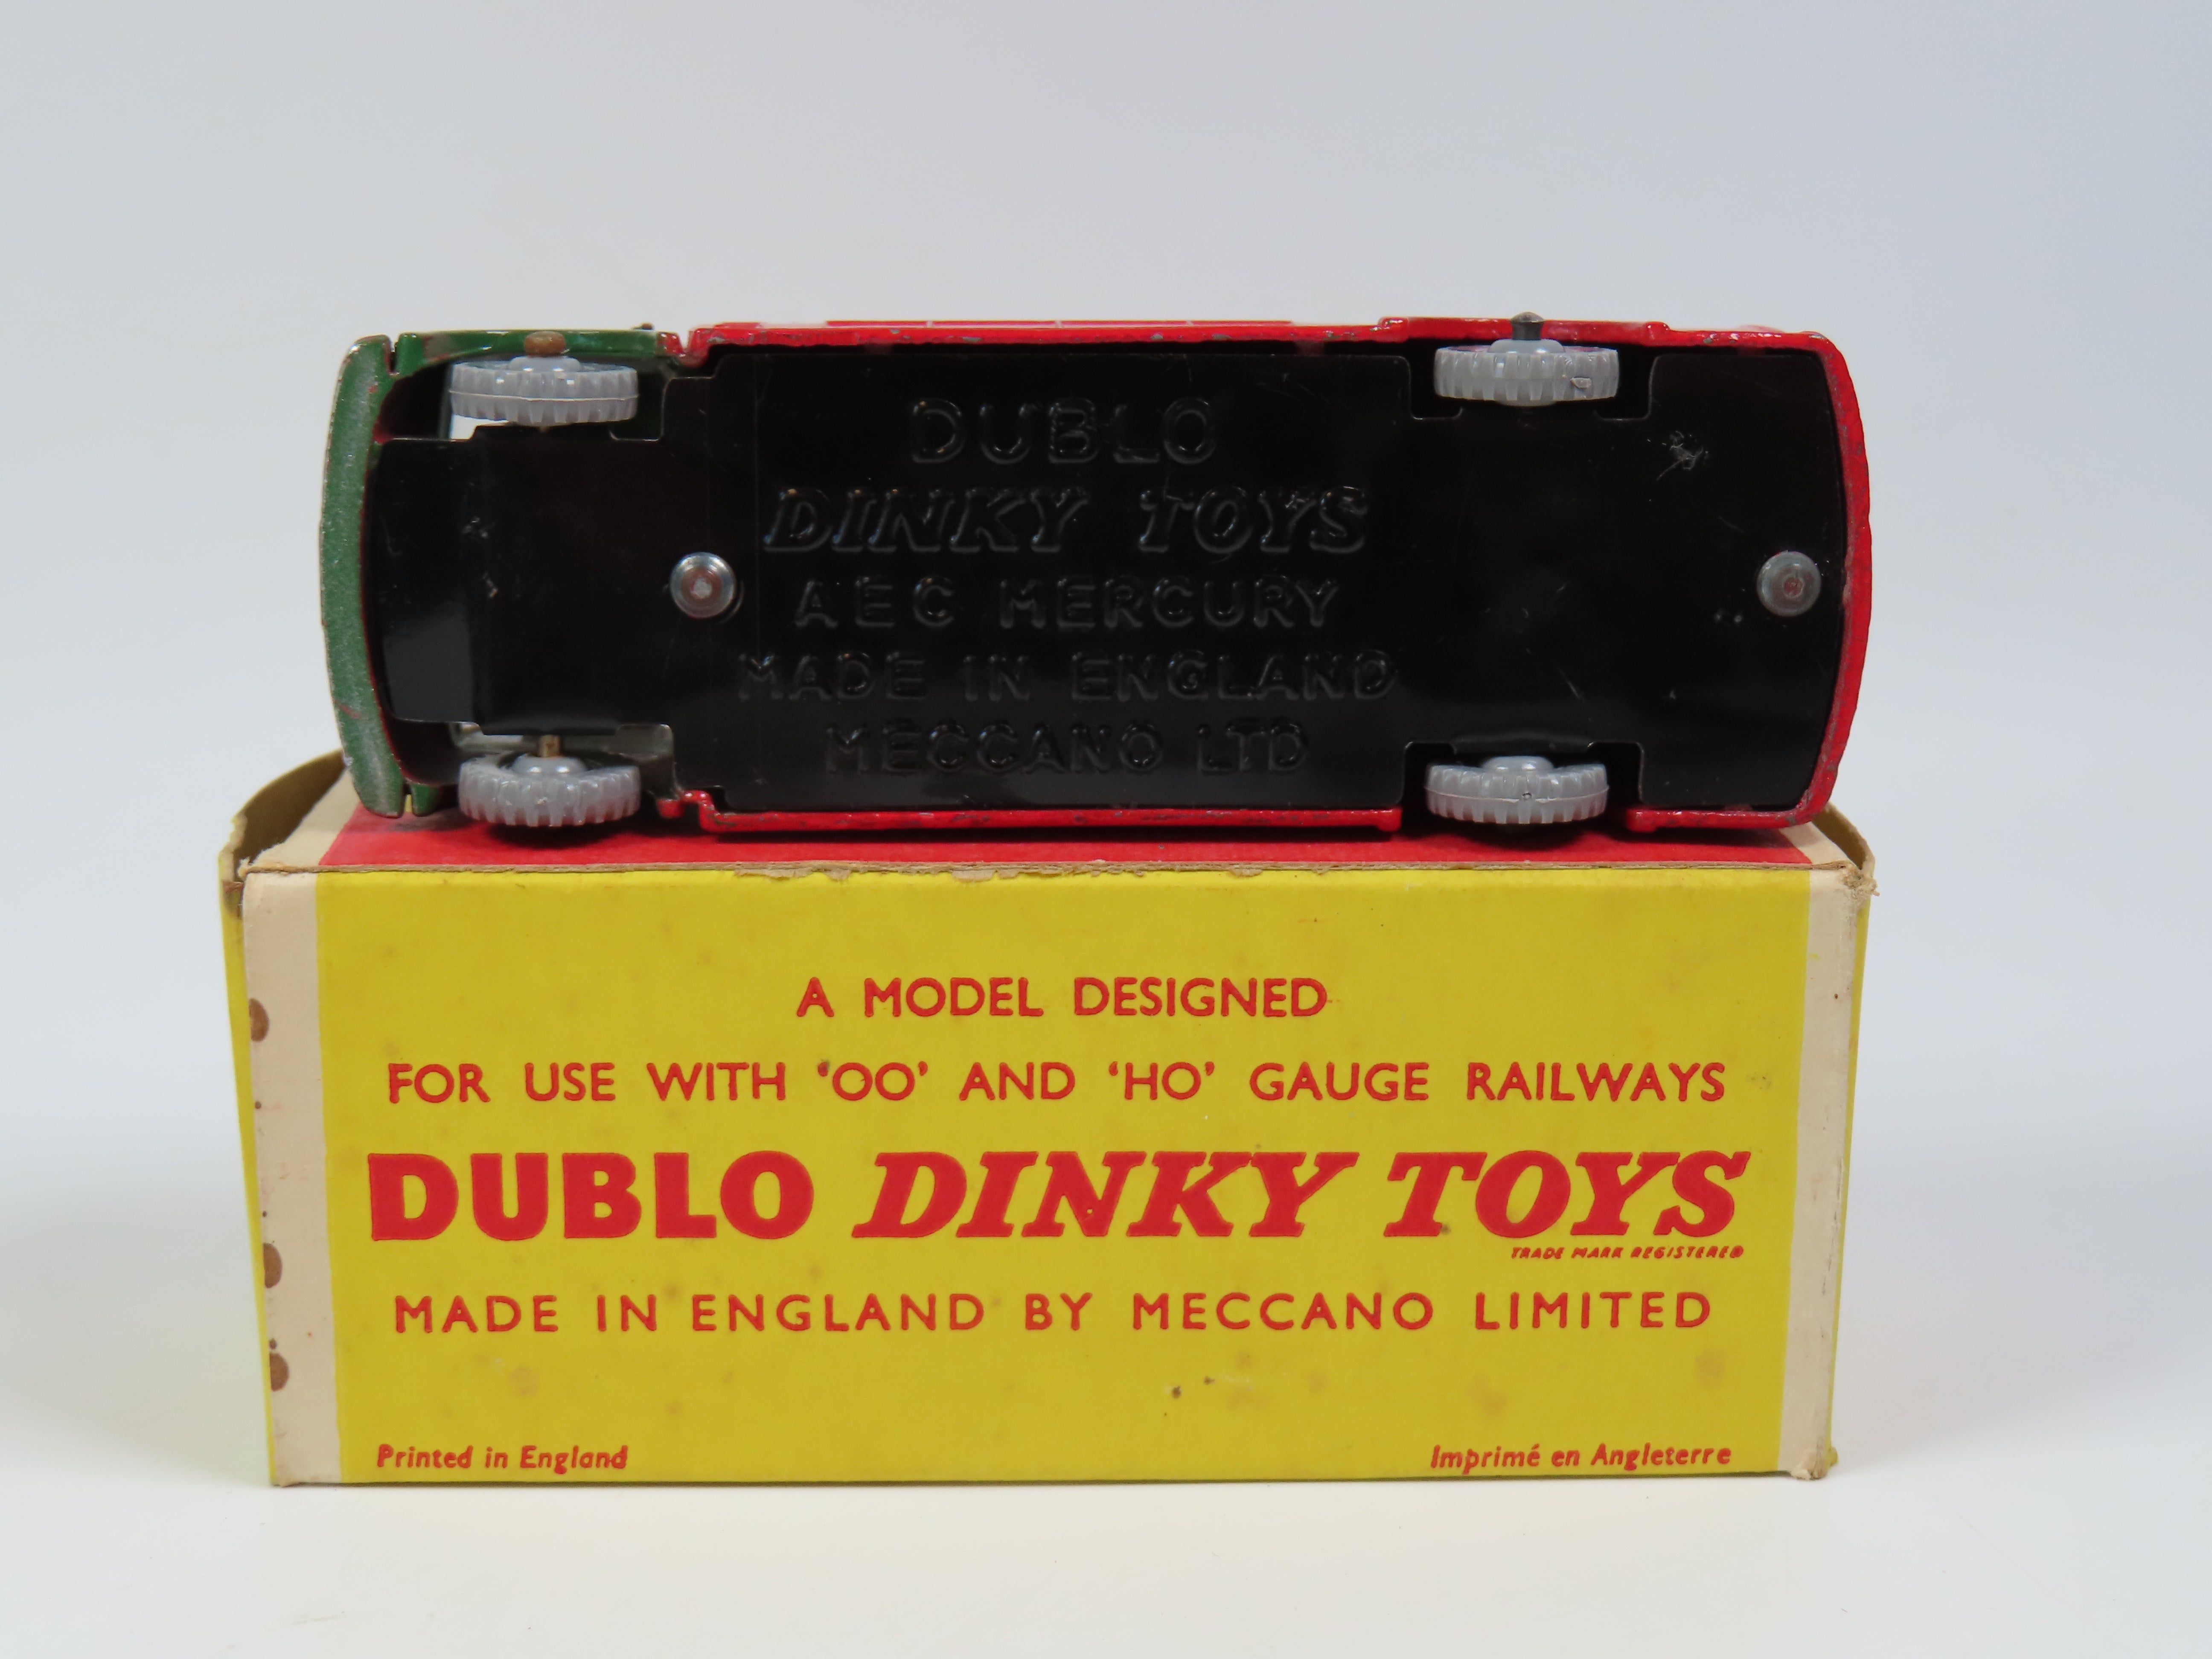 DUBLO
DINKY TOYS
AEC MERCURY
MADE IN ENGLAND
MECCANO LTD
A MODEL DESIGNED
FOR USE WITH ‘OO’ AND ‘HO’ GAUGE RAILWAYS
DUBLO DINKY TOYS
TRADE MARK REGISTERED
MADE IN ENGLAND BY MECCANO LIMITED
Printed in England
Imprimé en Angleterre